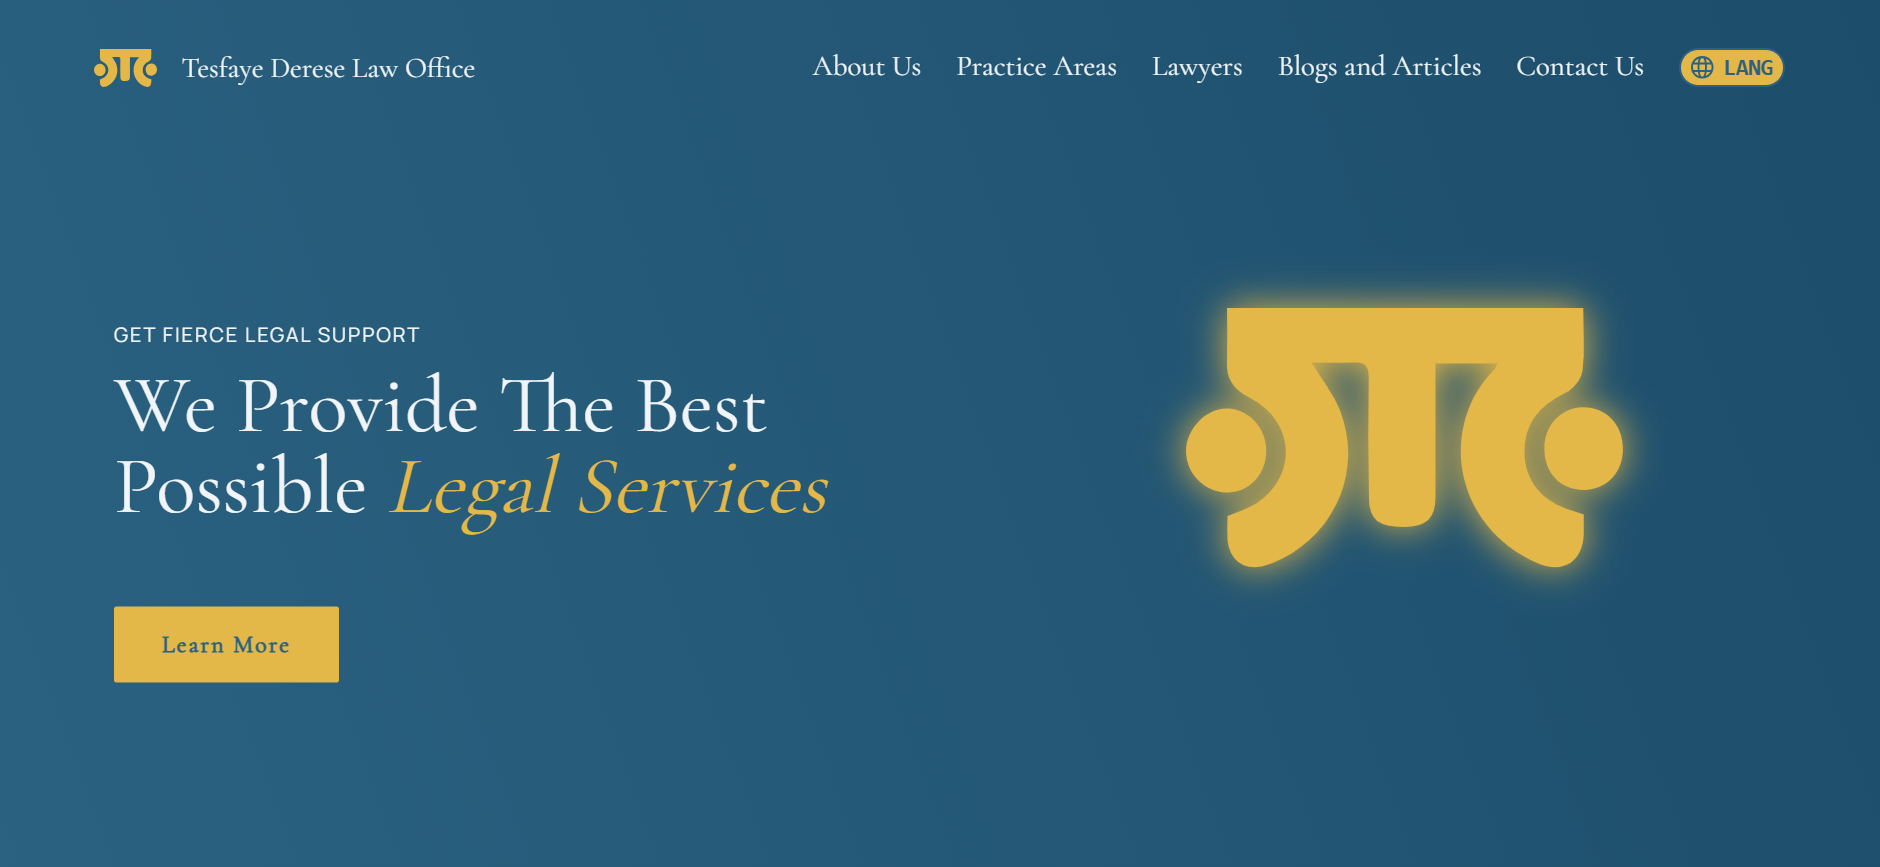 Tesfaye Derese Law Office
About Us
Practice Areas
Lawyers
Blogs and Articles
Contact Us
LANG
GET FIERCE LEGAL SUPPORT
We Provide The Best
Possible Legal Services
Learn More